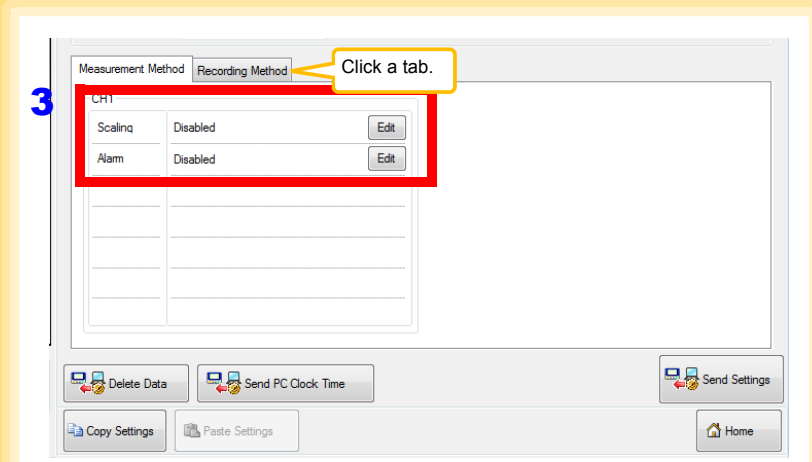 Measurement Method Recording Method Click a tab.
3
CH1
Scaling Disabled Edit
Alarm Disabled Edit
Delete Data Send PC Clock Time Send Settings
Copy Settings Paste Settings Home